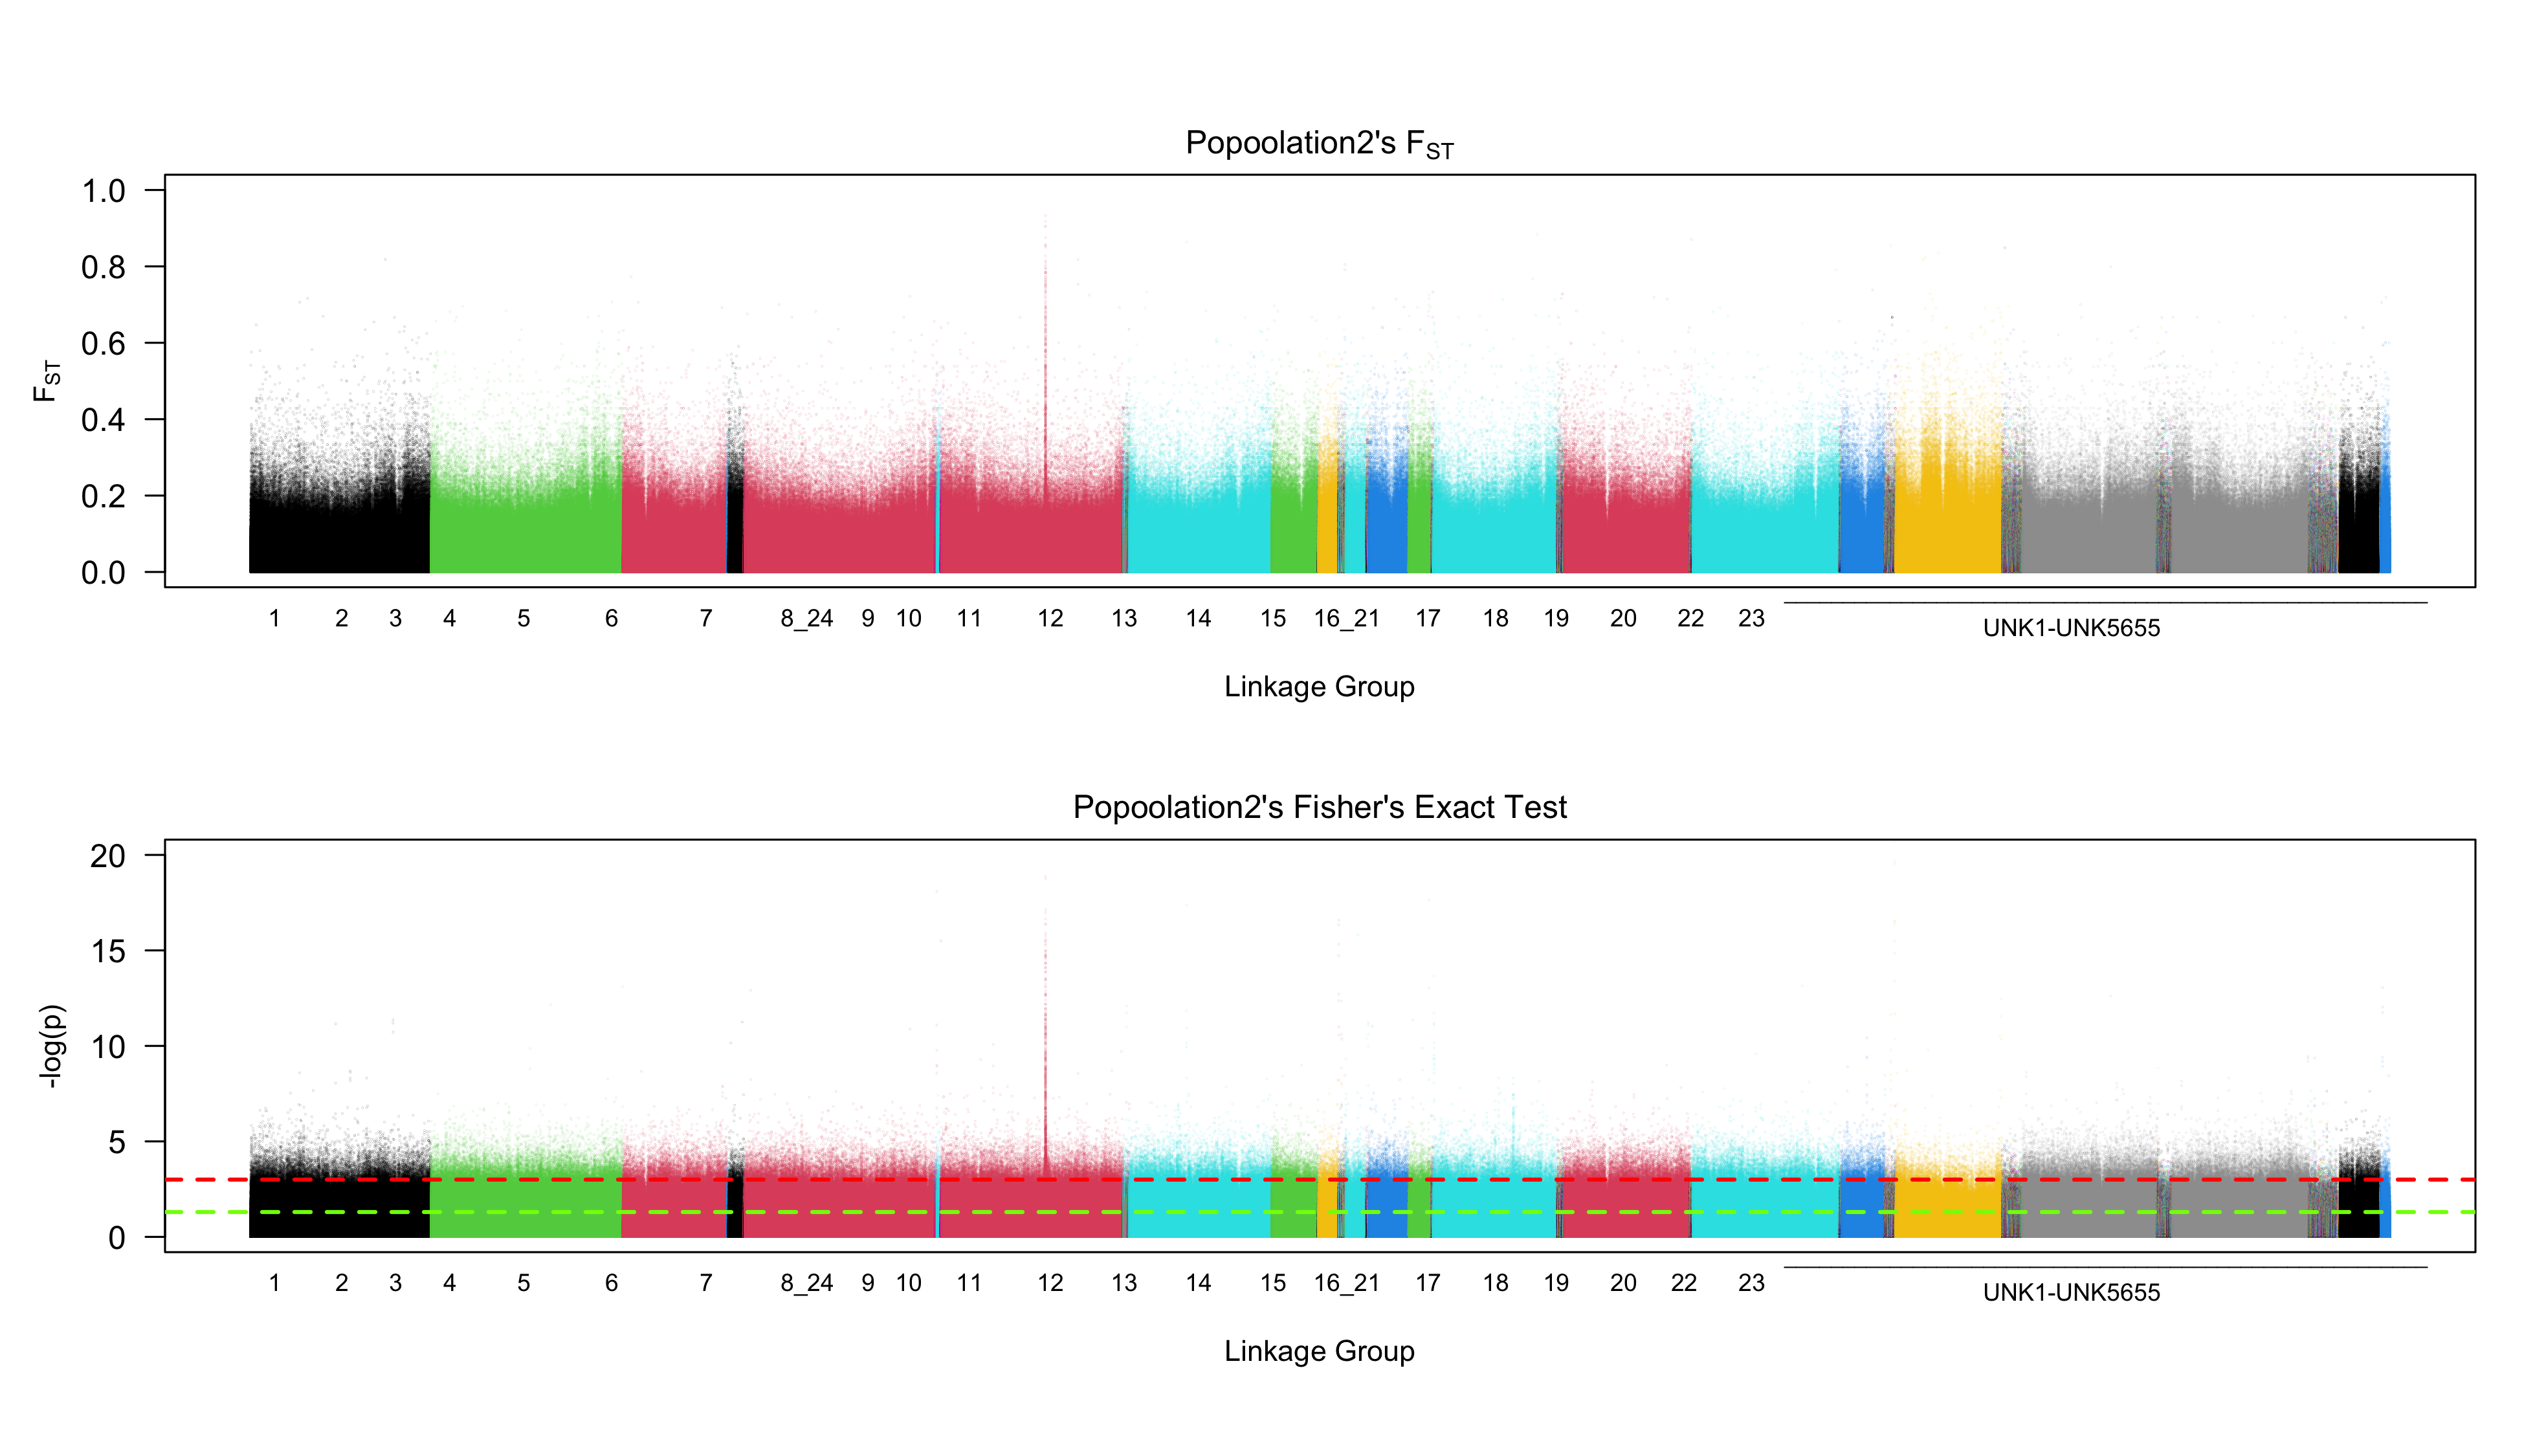 Popoolation2's FST
1.0
0.8
0.6
0.4
0.2
0.0
FST
1 2 3 4 5 6 7 8_24 9 10 11 12 13 14 15 16_21 17 18 19 20 22 23
UNK1-UNK5655
Linkage Group
Popoolation2's Fisher's Exact Test
20
15
10
5
0
-log(p)
1 2 3 4 5 6 7 8_24 9 10 11 12 13 14 15 16_21 17 18 19 20 22 23
UNK1-UNK5655
Linkage Group